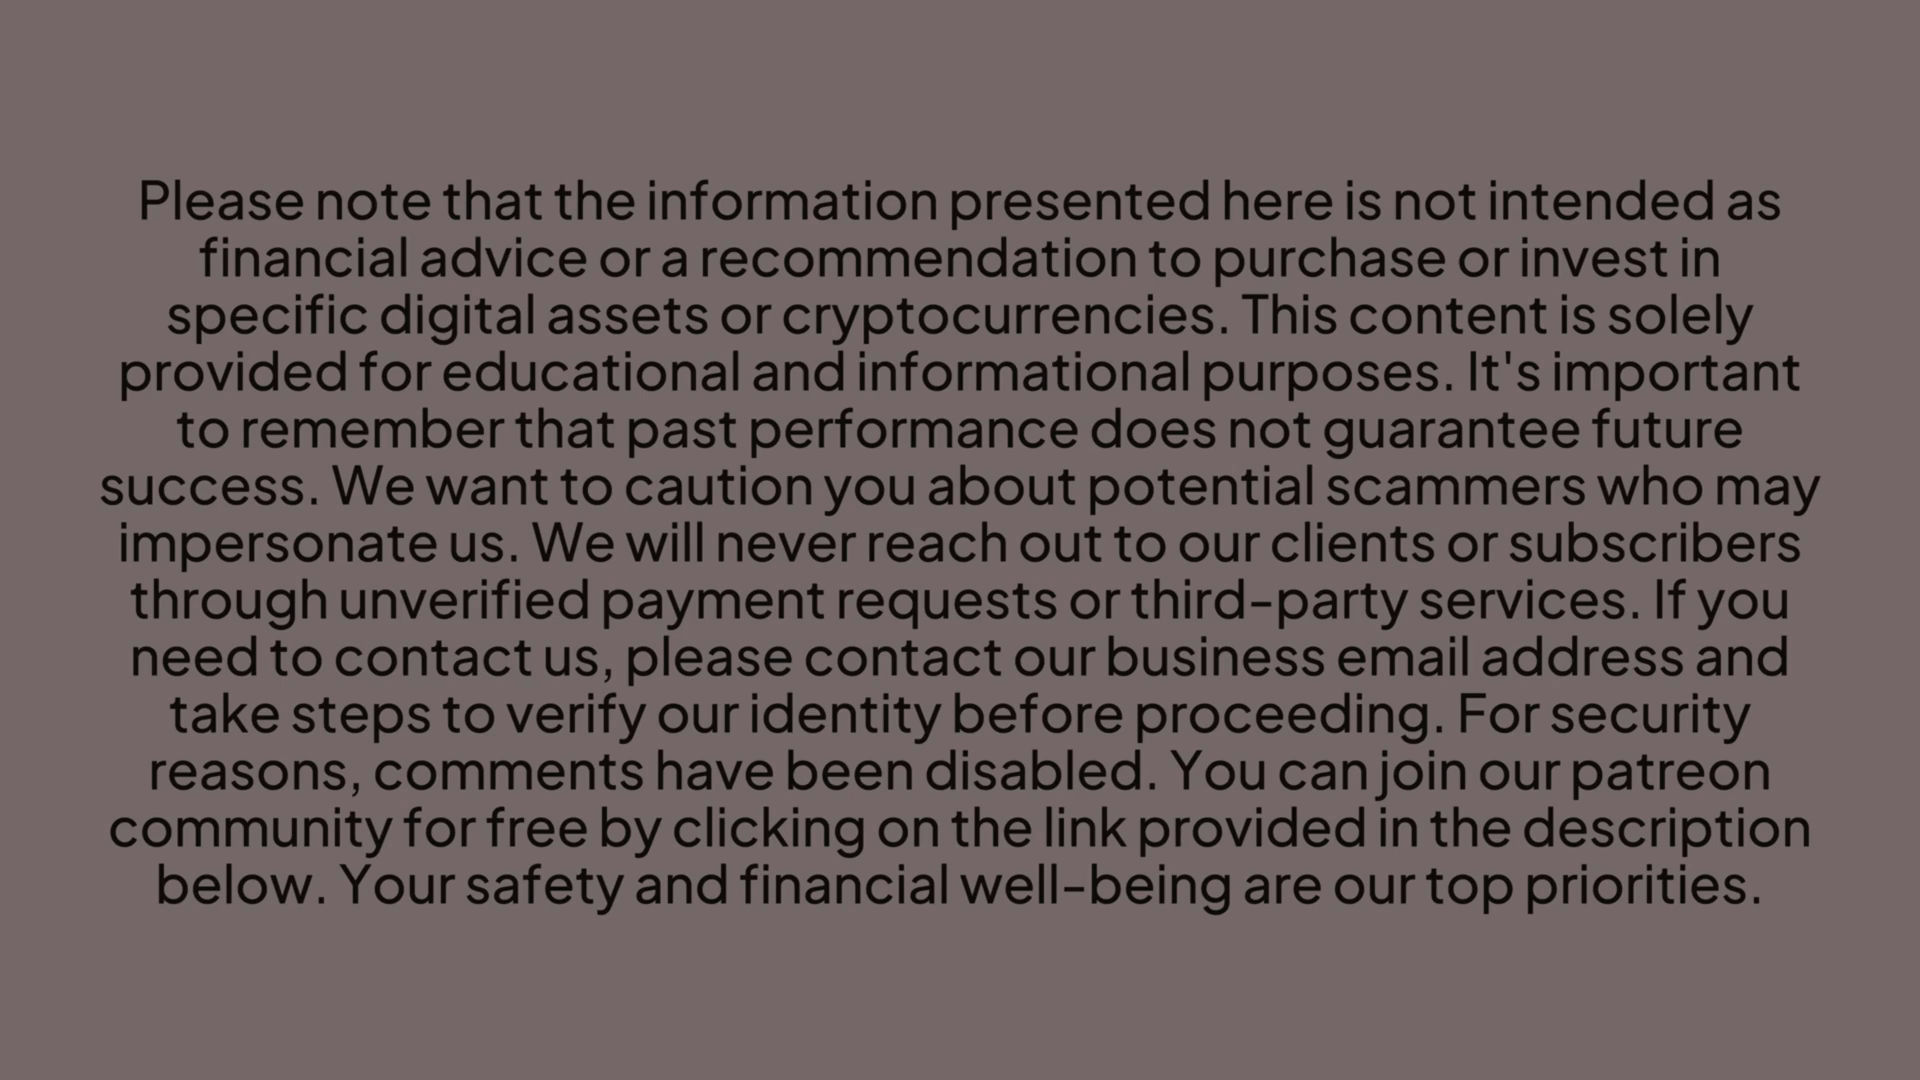 Please note that the information presented here is not intended as
financial advice or a recommendation to purchase or invest in
specific digital assets or cryptocurrencies. This content is solely
provided for educational and informational purposes. It's important
to remember that past performance does not guarantee future
success. We want to caution you about potential scammers who may
impersonate us. We will never reach out to our clients or subscribers
through unverified payment requests or third-party services. If you
need to contact us, please contact our business email address and
take steps to verify our identity before proceeding. For security
reasons, comments have been disabled. You can join our patreon
community for free by clicking on the link provided in the description
below. Your safety and financial well-being are our top priorities.